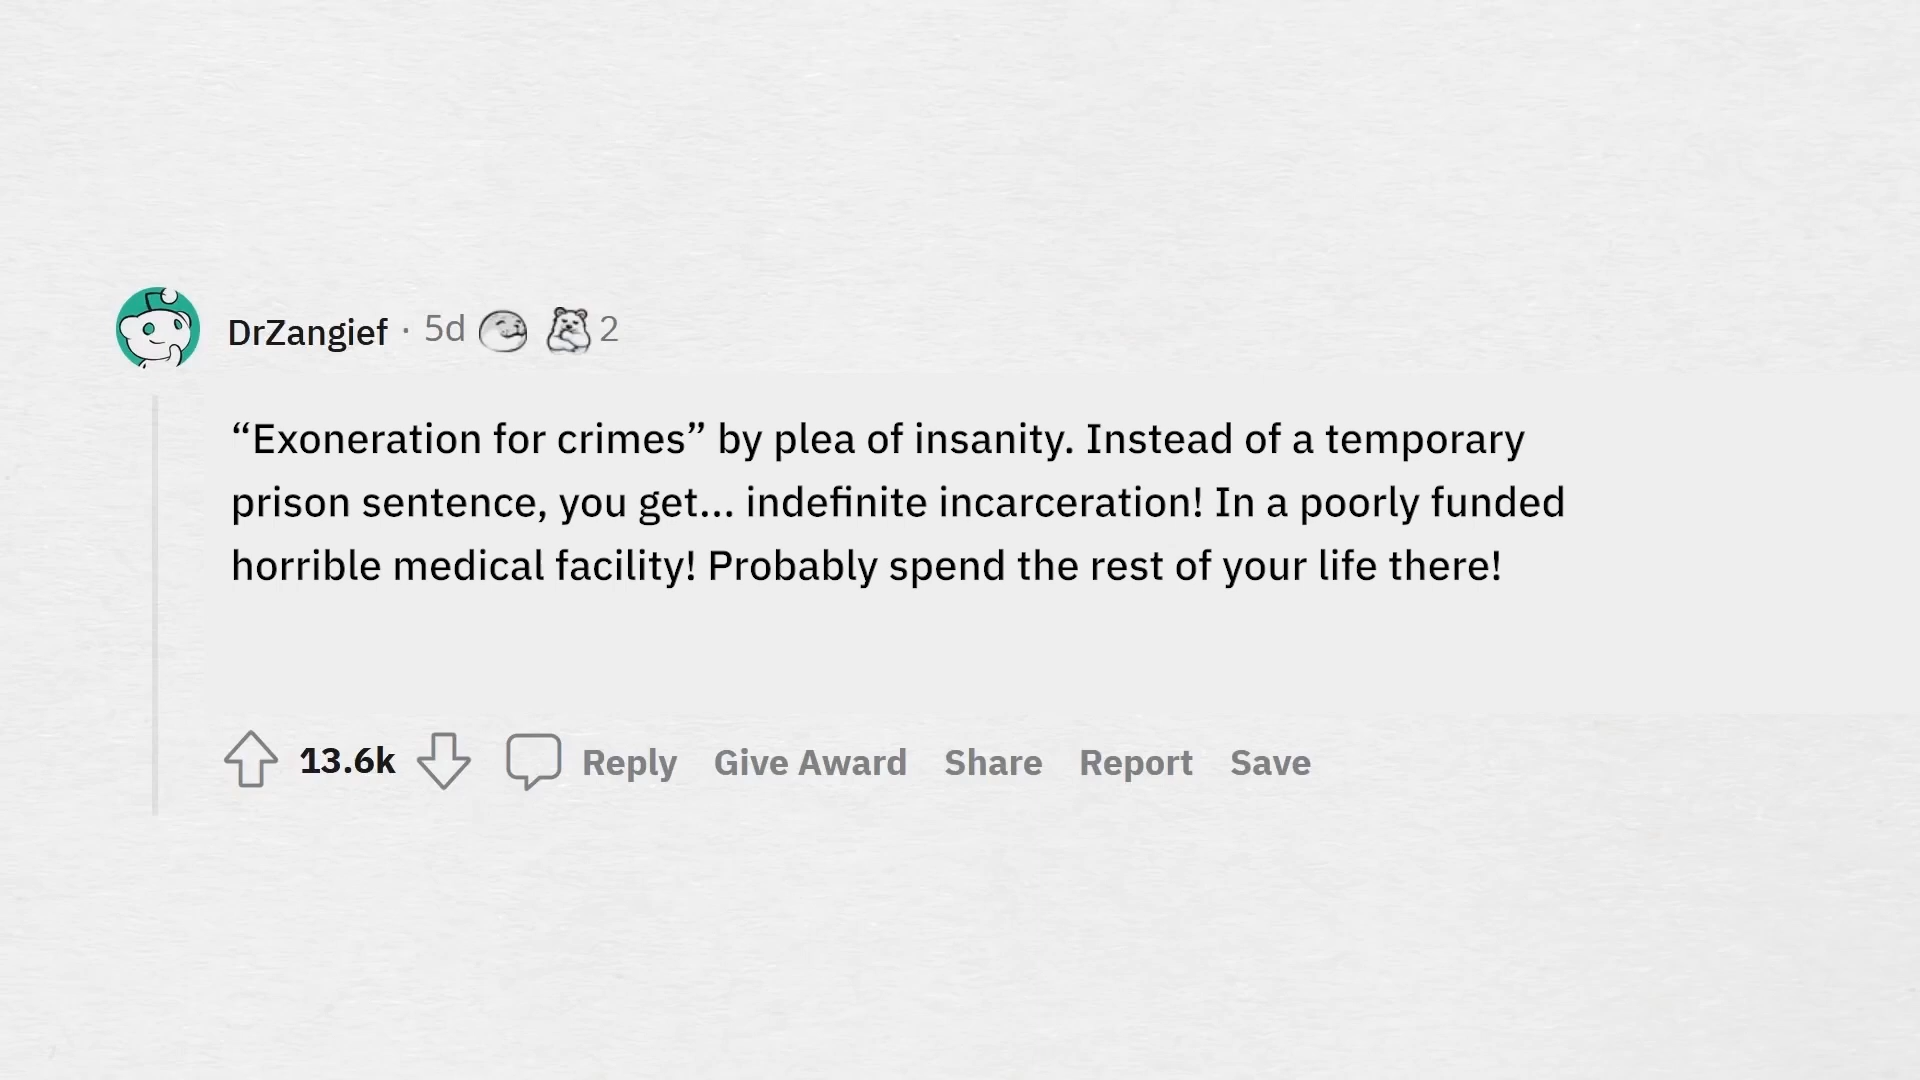 DrZangief · 5d 2
“Exoneration for crimes” by plea of insanity. Instead of a temporary
prison sentence, you get... indefinite incarceration! In a poorly funded
horrible medical facility! Probably spend the rest of your life there!
13.6k Reply Give Award Share Report Save